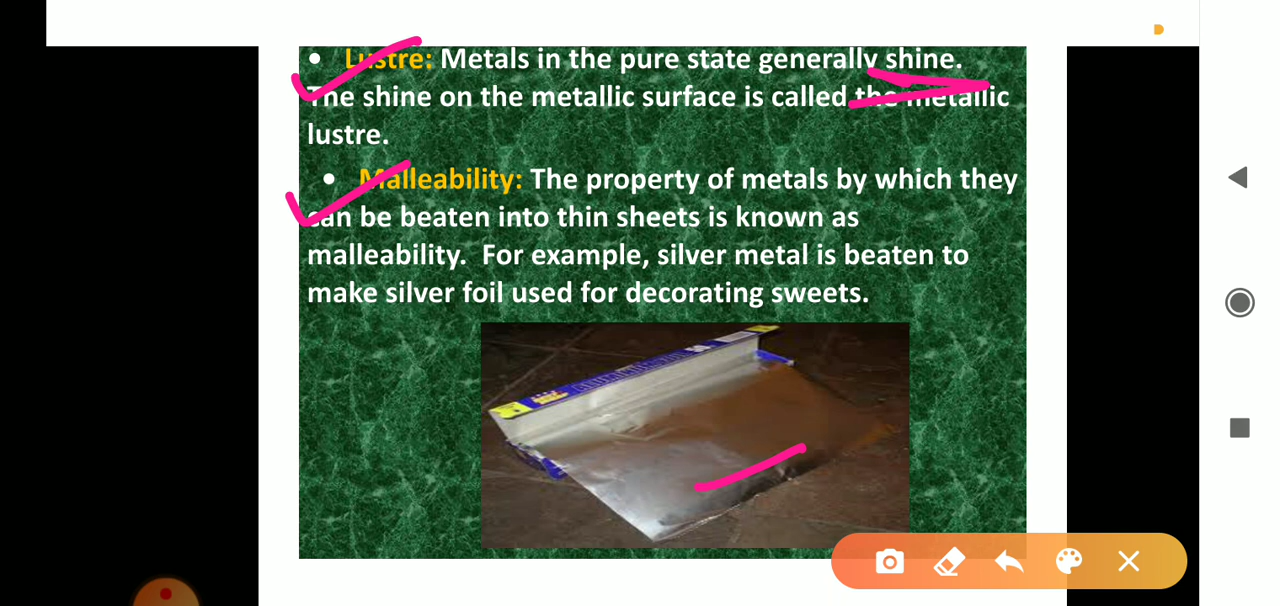 • Lustre: Metals in the pure state generally shine.
The shine on the metallic surface is called the metallic
lustre.
• Malleability: The property of metals by which they
can be beaten into thin sheets is known as
malleability. For example, silver metal is beaten to
make silver foil used for decorating sweets.